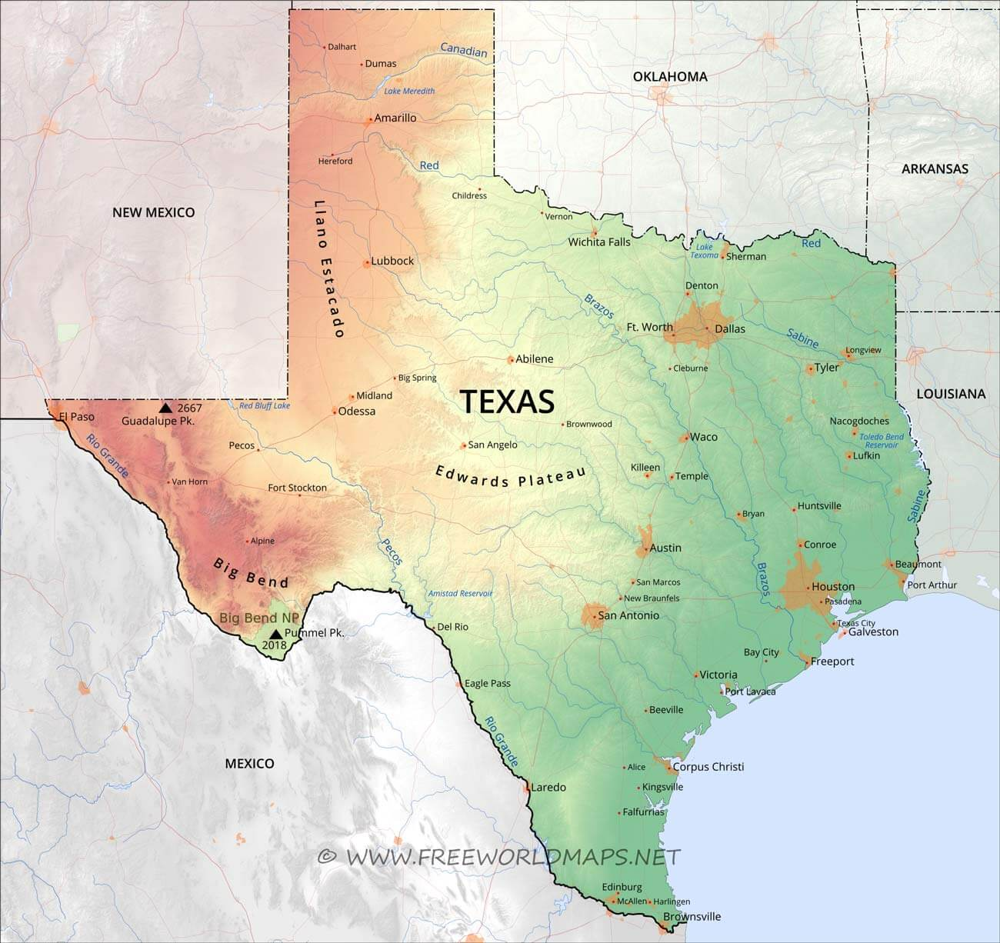 Dalhart
Canadian
Dumas
OKLAHOMA
Lake Meredith
Amarillo
Hereford
Red
ARKANSAS
Childress
NEW MEXICO
Llano Estacado
Vernon
Wichita Falls
Lake
Texoma
Red
Sherman
Lubbock
Denton
Brazos
Ft. Worth
Dallas
Sabine
Longview
Abilene
Cleburne
Tyler
Big Spring
Midland
TEXAS
LOUISIANA
Red Bluff Lake
2667
Odessa
El Paso
Guadalupe Pk.
Brownwood
Nacogdoches
Toledo Bend
Reservoir
Waco
Pecos
San Angelo
Rio Grande
Lufkin
Killeen
Edwards Plateau
Temple
Van Horn
Fort Stockton
Sabine
Huntsville
Bryan
Alpine
Conroe
Austin
Pecos
Big Bend
Brazos
Beaumont
San Marcos
Port Arthur
Houston
Amistad Reservoir
New Braunfels
Pasadena
Big Bend NP
San Antonio
Texas City
Del Rio
Pummel Pk.
Galveston
2018
Bay City
Freeport
Victoria
Eagle Pass
Port Lavaca
Beeville
Rio Grande
MEXICO
Alice
Corpus Christi
Laredo
Kingsville
Falfurrias
© WWW.FREEWORLDMAPS.NET
Edinburg
McAllen
Harlingen
Brownsville